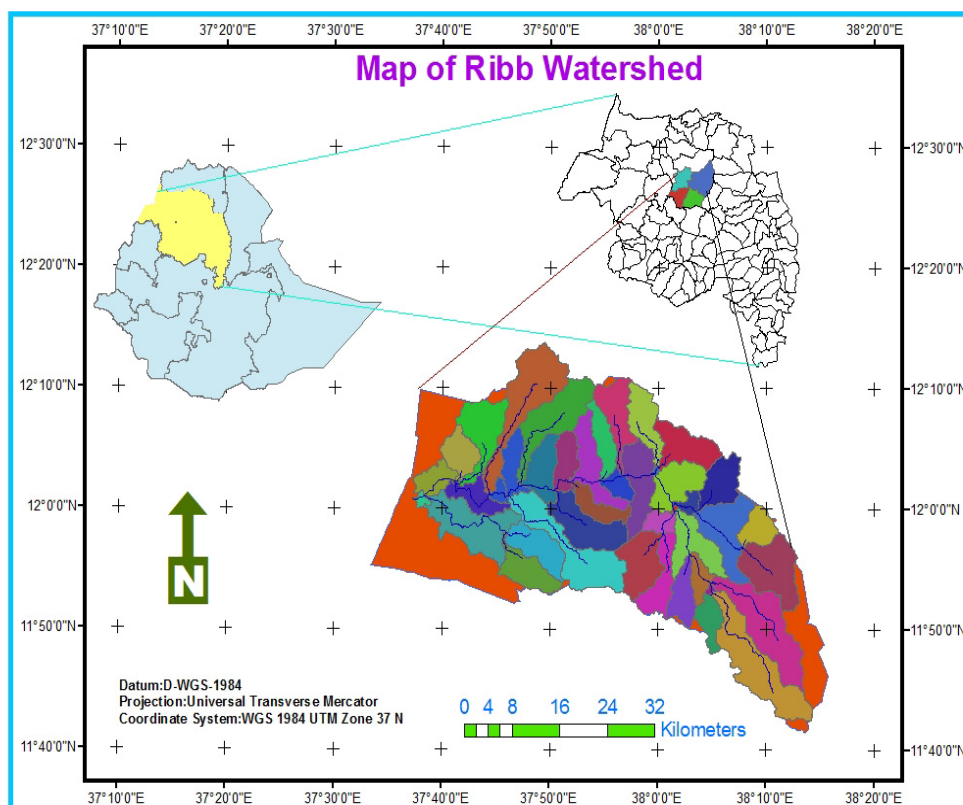 37°10'0"E 37°20'0"E 37°30'0"E 37°40'0"E 37°50'0"E 38°0'0"E 38°10'0"E 38°20'0"E
Map of Ribb Watershed
12°30'0"N 12°30'0"N
12°20'0"N 12°20'0"N
12°10'0"N 12°10'0"N
12°0'0"N 12°0'0"N
N
11°50'0"N 11°50'0"N
Datum:D-WGS-1984
Projection:Universal Transverse Mercator
Coordinate System:WGS 1984 UTM Zone 37 N
0 4 8 16 24 32
Kilometers
11°40'0"N 11°40'0"N
37°10'0"E 37°20'0"E 37°30'0"E 37°40'0"E 37°50'0"E 38°0'0"E 38°10'0"E 38°20'0"E